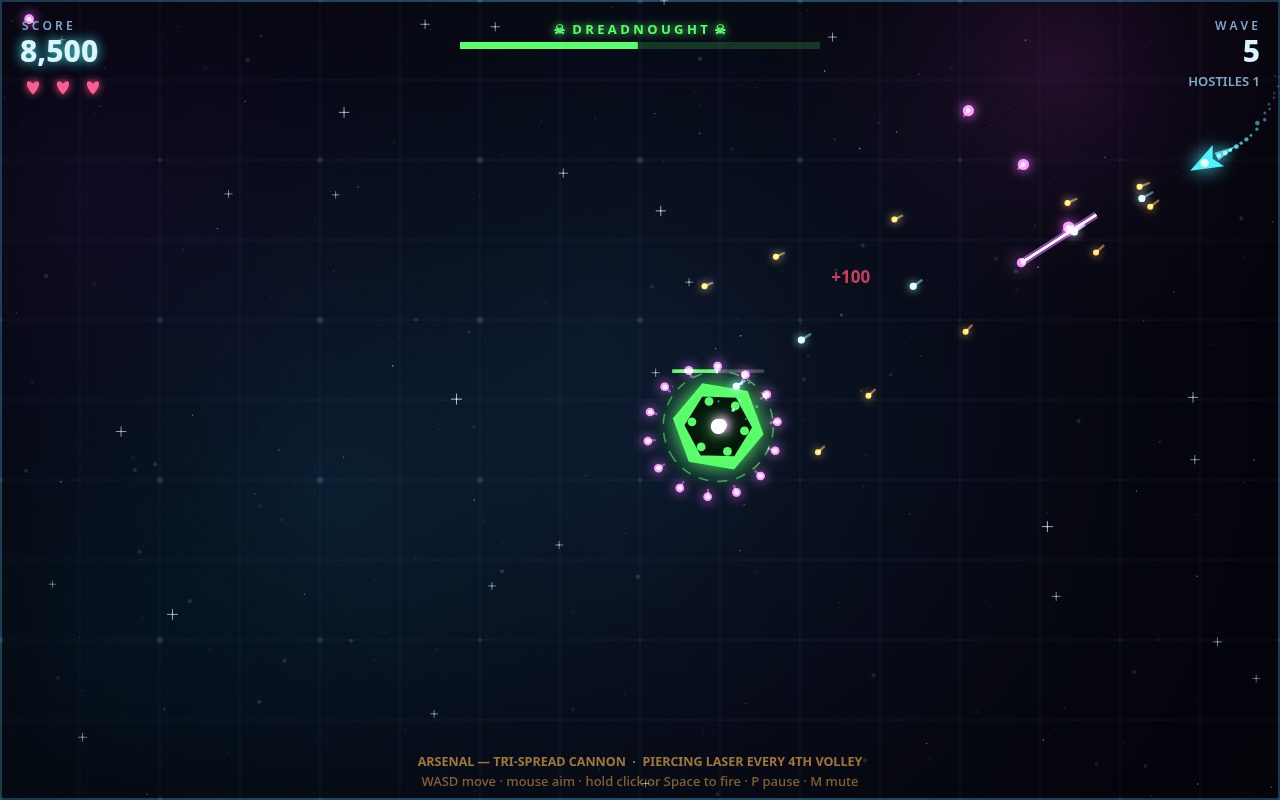 SCORE
8,500
☠ DREADNOUGHT ☠
WAVE
5
HOSTILES 1
+100
ARSENAL — TRI-SPREAD CANNON · PIERCING LASER EVERY 4TH VOLLEY
WASD move · mouse aim · hold click or Space to fire · P pause · M mute